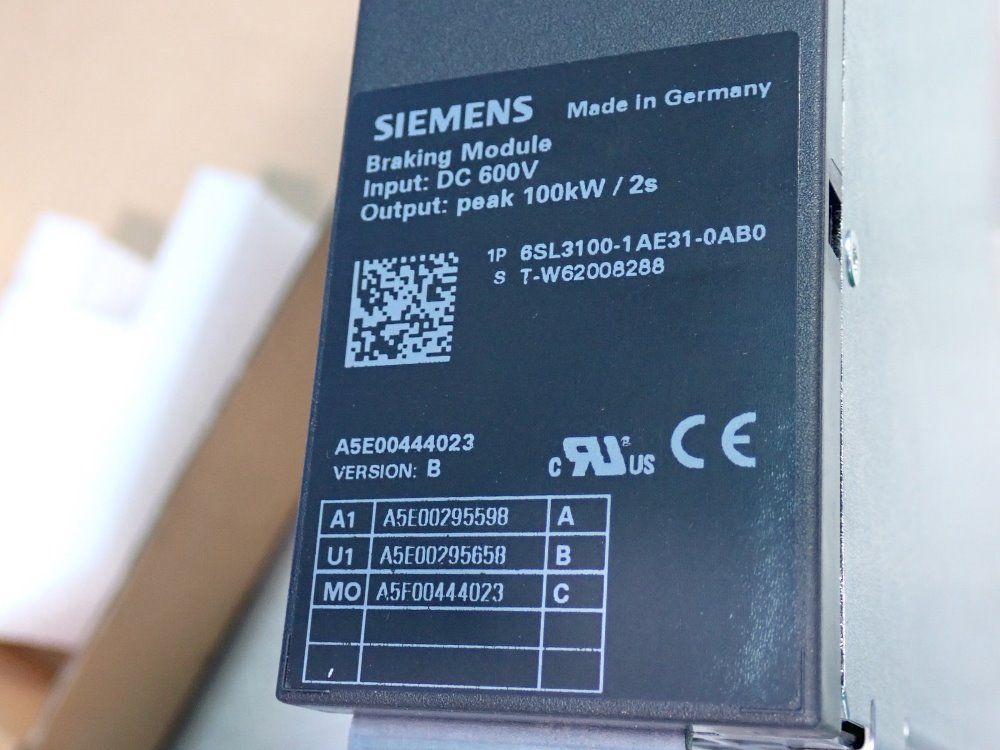 SIEMENS Made in Germany
Braking Module
Input: DC 600V
Output: peak 100kW / 2s
1P 6SL3100-1AE31-0AB0
S T-W62008288
A5E00444023
VERSION: B
C RU ® US CE
A1 A5E00295598 A
U1 A5E00295658 B
MO A5E00444023 C